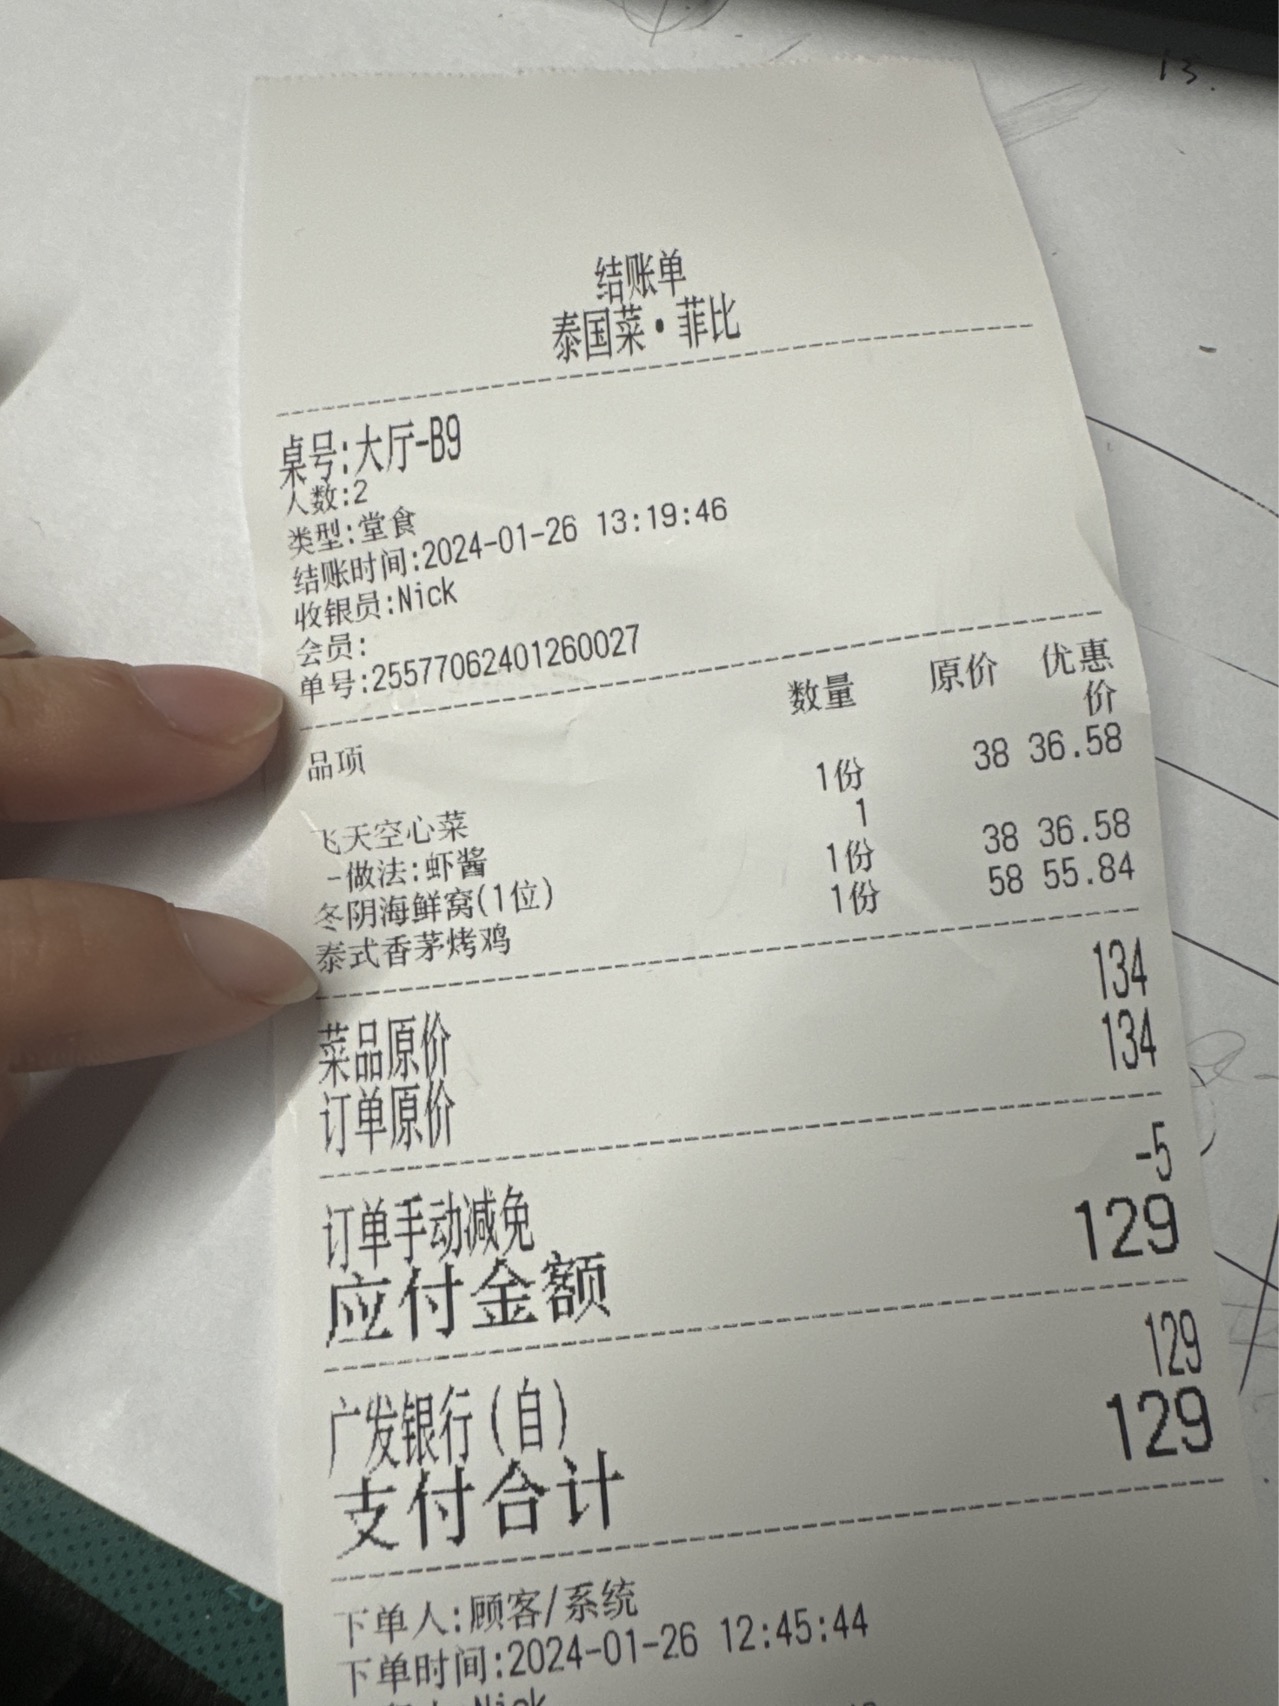 13.
结账单
泰国菜·菲比
桌号:大厅-B9
人数:2
类型:堂食
结账时间:2024-01-26 13:19:46
收银员:Nick
会员:
单号:25577062401260027
品项 数量 原价 优惠价
飞天空心菜 1份 38 36.58
-做法:虾酱 1
冬阴海鲜窝(1位) 1份 38 36.58
泰式香茅烤鸡 1份 58 55.84
菜品原价 134
订单原价 134
订单手动减免 -5
应付金额 129
广发银行(自) 129
支付合计 129
下单人:顾客/系统
下单时间:2024-01-26 12:45:44
Nick